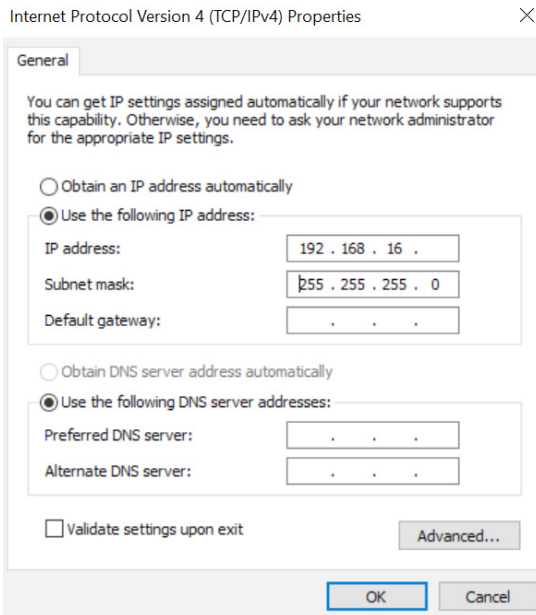 Internet Protocol Version 4 (TCP/IPv4) Properties
General
You can get IP settings assigned automatically if your network supports
this capability. Otherwise, you need to ask your network administrator
for the appropriate IP settings.
Obtain an IP address automatically
Use the following IP address:
IP address: 192 . 168 . 16 .
Subnet mask: 255 . 255 . 255 . 0
Default gateway: . . .
Obtain DNS server address automatically
Use the following DNS server addresses:
Preferred DNS server: . . .
Alternate DNS server: . . .
Validate settings upon exit
Advanced...
OK Cancel